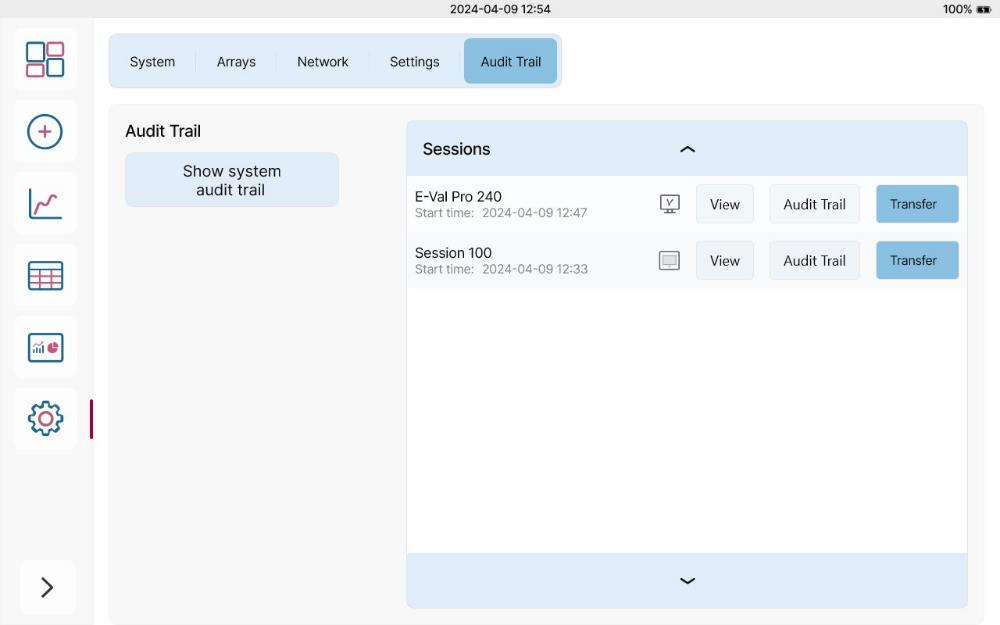 2024-04-09 12:54
100%
System
Arrays
Network
Settings
Audit Trail
Audit Trail
Show system
audit trail
Sessions
E-Val Pro 240
Start time: 2024-04-09 12:47
View
Audit Trail
Transfer
Session 100
Start time: 2024-04-09 12:33
View
Audit Trail
Transfer